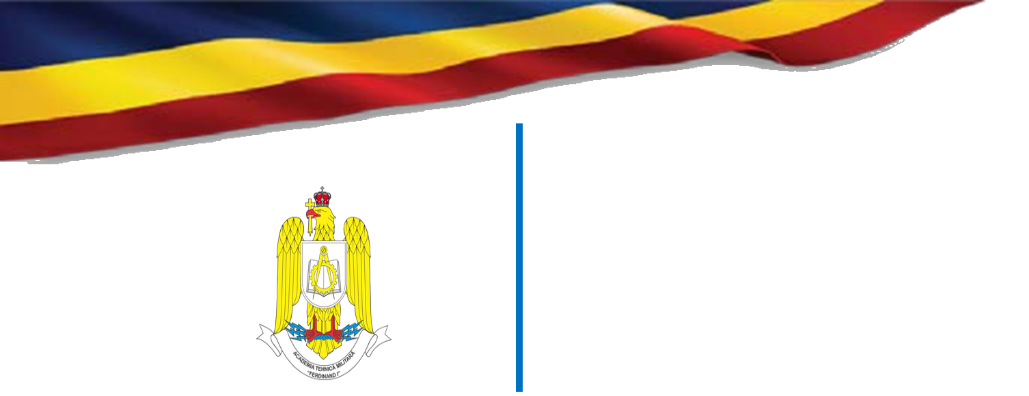 ACADEMIA TEHNICĂ MILITARĂ
"FERDINAND I"